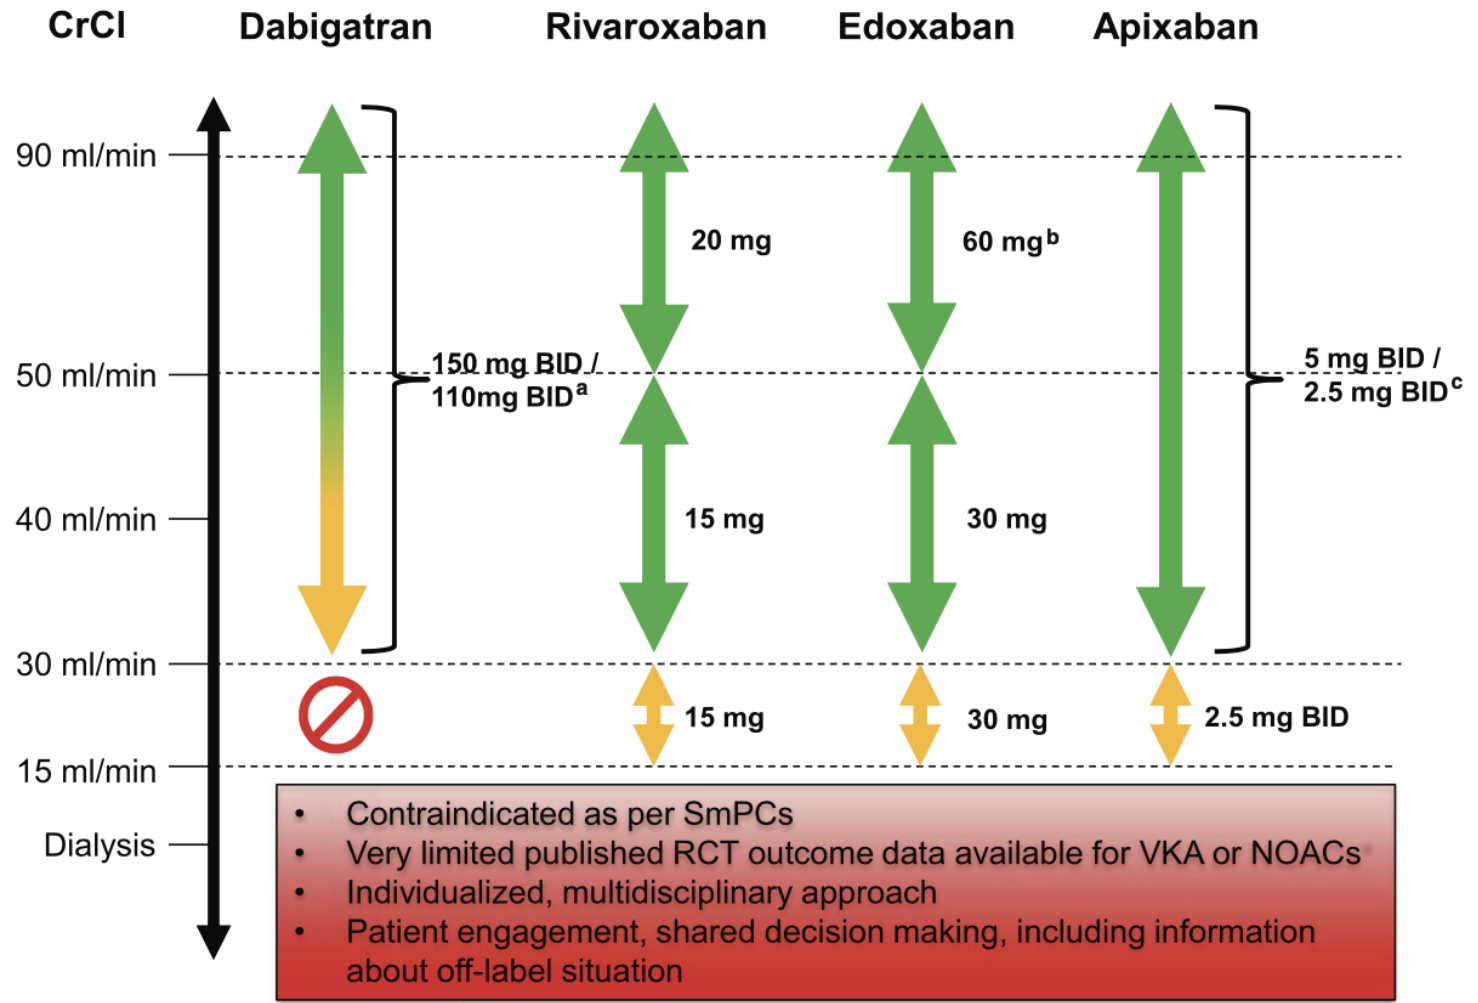 CrCl Dabigatran Rivaroxaban Edoxaban Apixaban
90 ml/min
20 mg 60 mgᵇ
50 ml/min
150 mg BID /
110mg BIDᵃ
5 mg BID /
2.5 mg BIDᶜ
40 ml/min
15 mg 30 mg
30 ml/min
15 mg 30 mg 2.5 mg BID
15 ml/min
Dialysis
• Contraindicated as per SmPCs
• Very limited published RCT outcome data available for VKA or NOACs
• Individualized, multidisciplinary approach
• Patient engagement, shared decision making, including information
about off-label situation